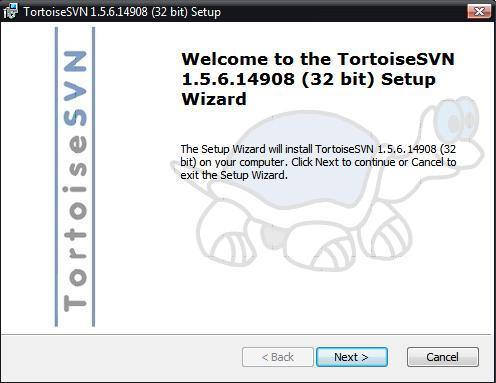 TortoiseSVN 1.5.6.14908 (32 bit) Setup
TortoiseSVN
Welcome to the TortoiseSVN
1.5.6.14908 (32 bit) Setup
Wizard
The Setup Wizard will install TortoiseSVN 1.5.6.14908 (32
bit) on your computer. Click Next to continue or Cancel to
exit the Setup Wizard.
< Back
Next >
Cancel